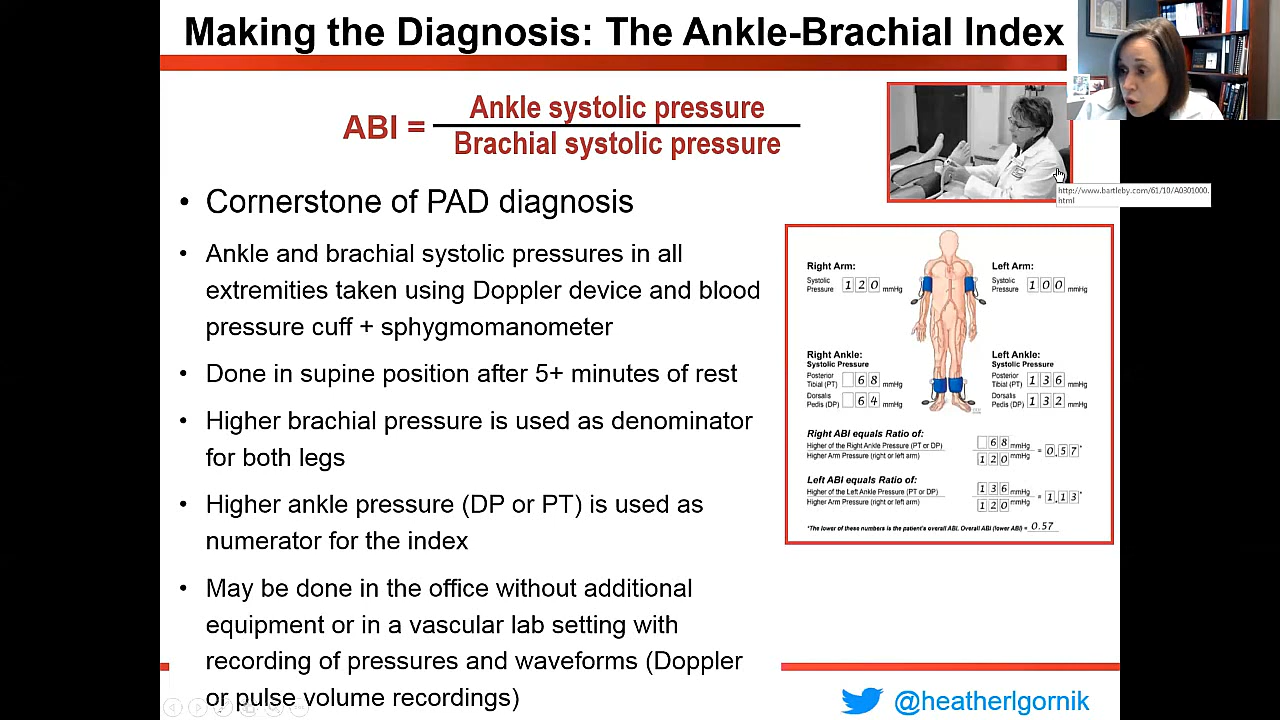 Making the Diagnosis: The Ankle-Brachial Index
ABI =
Ankle systolic pressure
Brachial systolic pressure
• Cornerstone of PAD diagnosis
• Ankle and brachial systolic pressures in all
extremities taken using Doppler device and blood
pressure cuff + sphygmomanometer
• Done in supine position after 5+ minutes of rest
• Higher brachial pressure is used as denominator
for both legs
• Higher ankle pressure (DP or PT) is used as
numerator for the index
• May be done in the office without additional
equipment or in a vascular lab setting with
recording of pressures and waveforms (Doppler
or pulse volume recordings)
http://www.bartleby.com/61/10/A0301000.
html
Right Arm:
Systolic
Pressure 120 mmHg
Left Arm:
Systolic
Pressure 100 mmHg
Right Ankle:
Systolic Pressure
Posterior
Tibial (PT) 68 mmHg
Dorsalis
Pedis (DP) 64 mmHg
Left Ankle:
Systolic Pressure
Posterior
Tibial (PT) 136 mmHg
Dorsalis
Pedis (DP) 132 mmHg
Right ABI equals Ratio of:
Higher of the Right Ankle Pressure (PT or DP) 68 mmHg
Higher Arm Pressure (right or left arm) 120 mmHg
= 0.57*
Left ABI equals Ratio of:
Higher of the Left Ankle Pressure (PT or DP) 136 mmHg
Higher Arm Pressure (right or left arm) 120 mmHg
= 1.13*
*The lower of these numbers is the patient's overall ABI. Overall ABI (lower ABI) = 0.57
@heatherlgornik